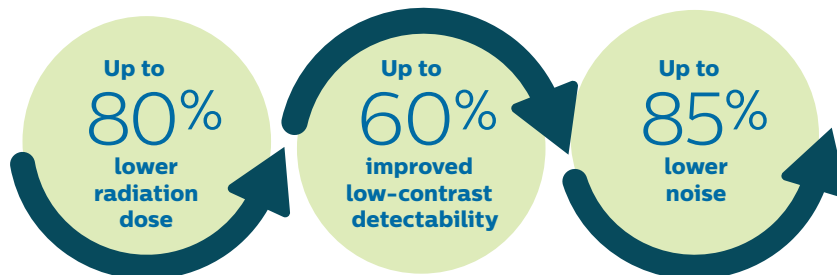 Up to
80%
lower
radiation
dose
Up to
60%
improved
low-contrast
detectability
Up to
85%
lower
noise